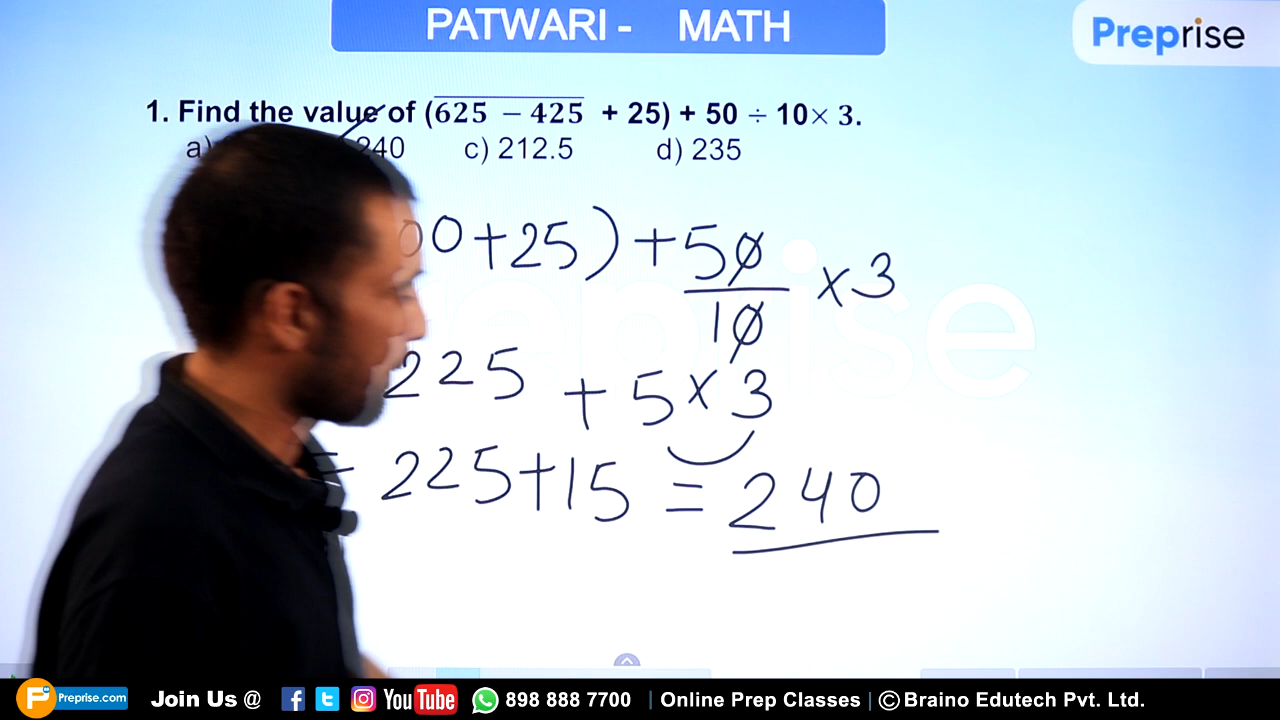 PATWARI - MATH
Preprise
1. Find the value of (625 − 425 + 25) + 50 ÷ 10× 3.
a) 240 c) 212.5 d) 235
00+25) + 50/10 × 3
225 + 5 × 3
= 225+15 = 240
Preprise.com Join Us @ YouTube 898 888 7700 | Online Prep Classes | © Braino Edutech Pvt. Ltd.